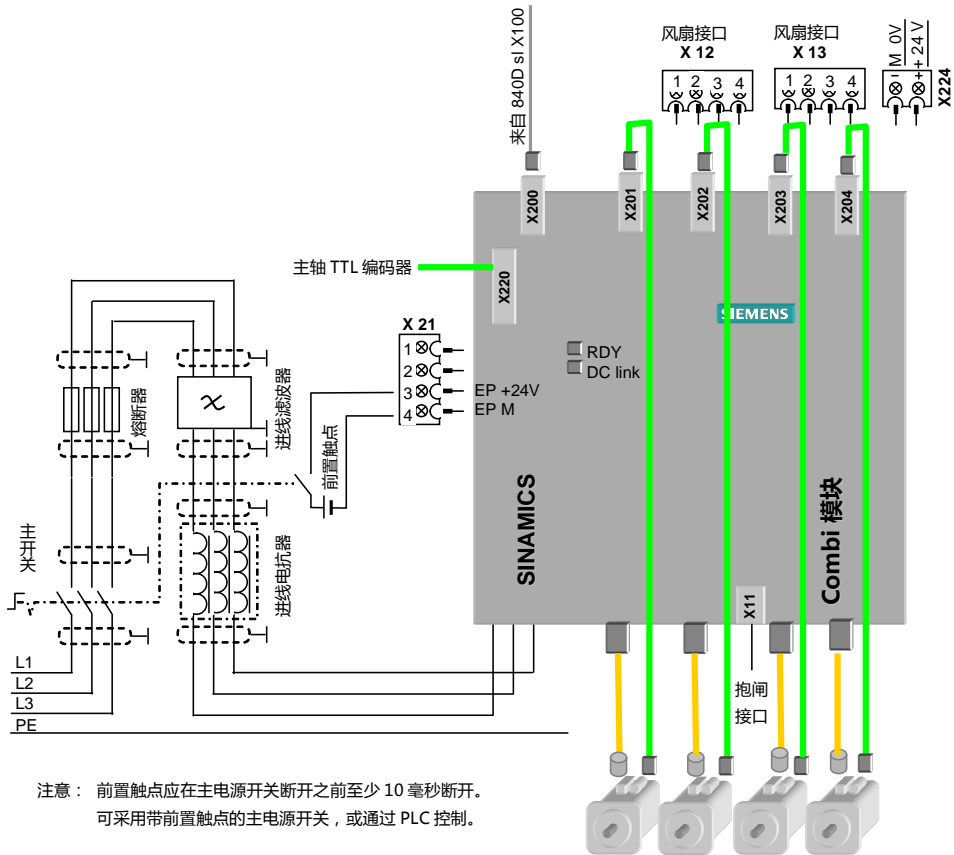 来自 840D sl X100
风扇接口
X 12
1 2 3 4
风扇接口
X 13
1 2 3 4
M 0V
+ 24 V
X224
X200
X201
X202
X203
X204
主轴 TTL 编码器
X220
SIEMENS
X 21
1
2
3
4
EP +24V
EP M
RDY
DC link
熔断器
进线滤波器
前置触点
主开关
进线电抗器
SINAMICS
Combi 模块
X11
抱闸
接口
L1
L2
L3
PE
注意： 前置触点应在主电源开关断开之前至少 10 毫秒断开。
可采用带前置触点的主电源开关，或通过 PLC 控制。